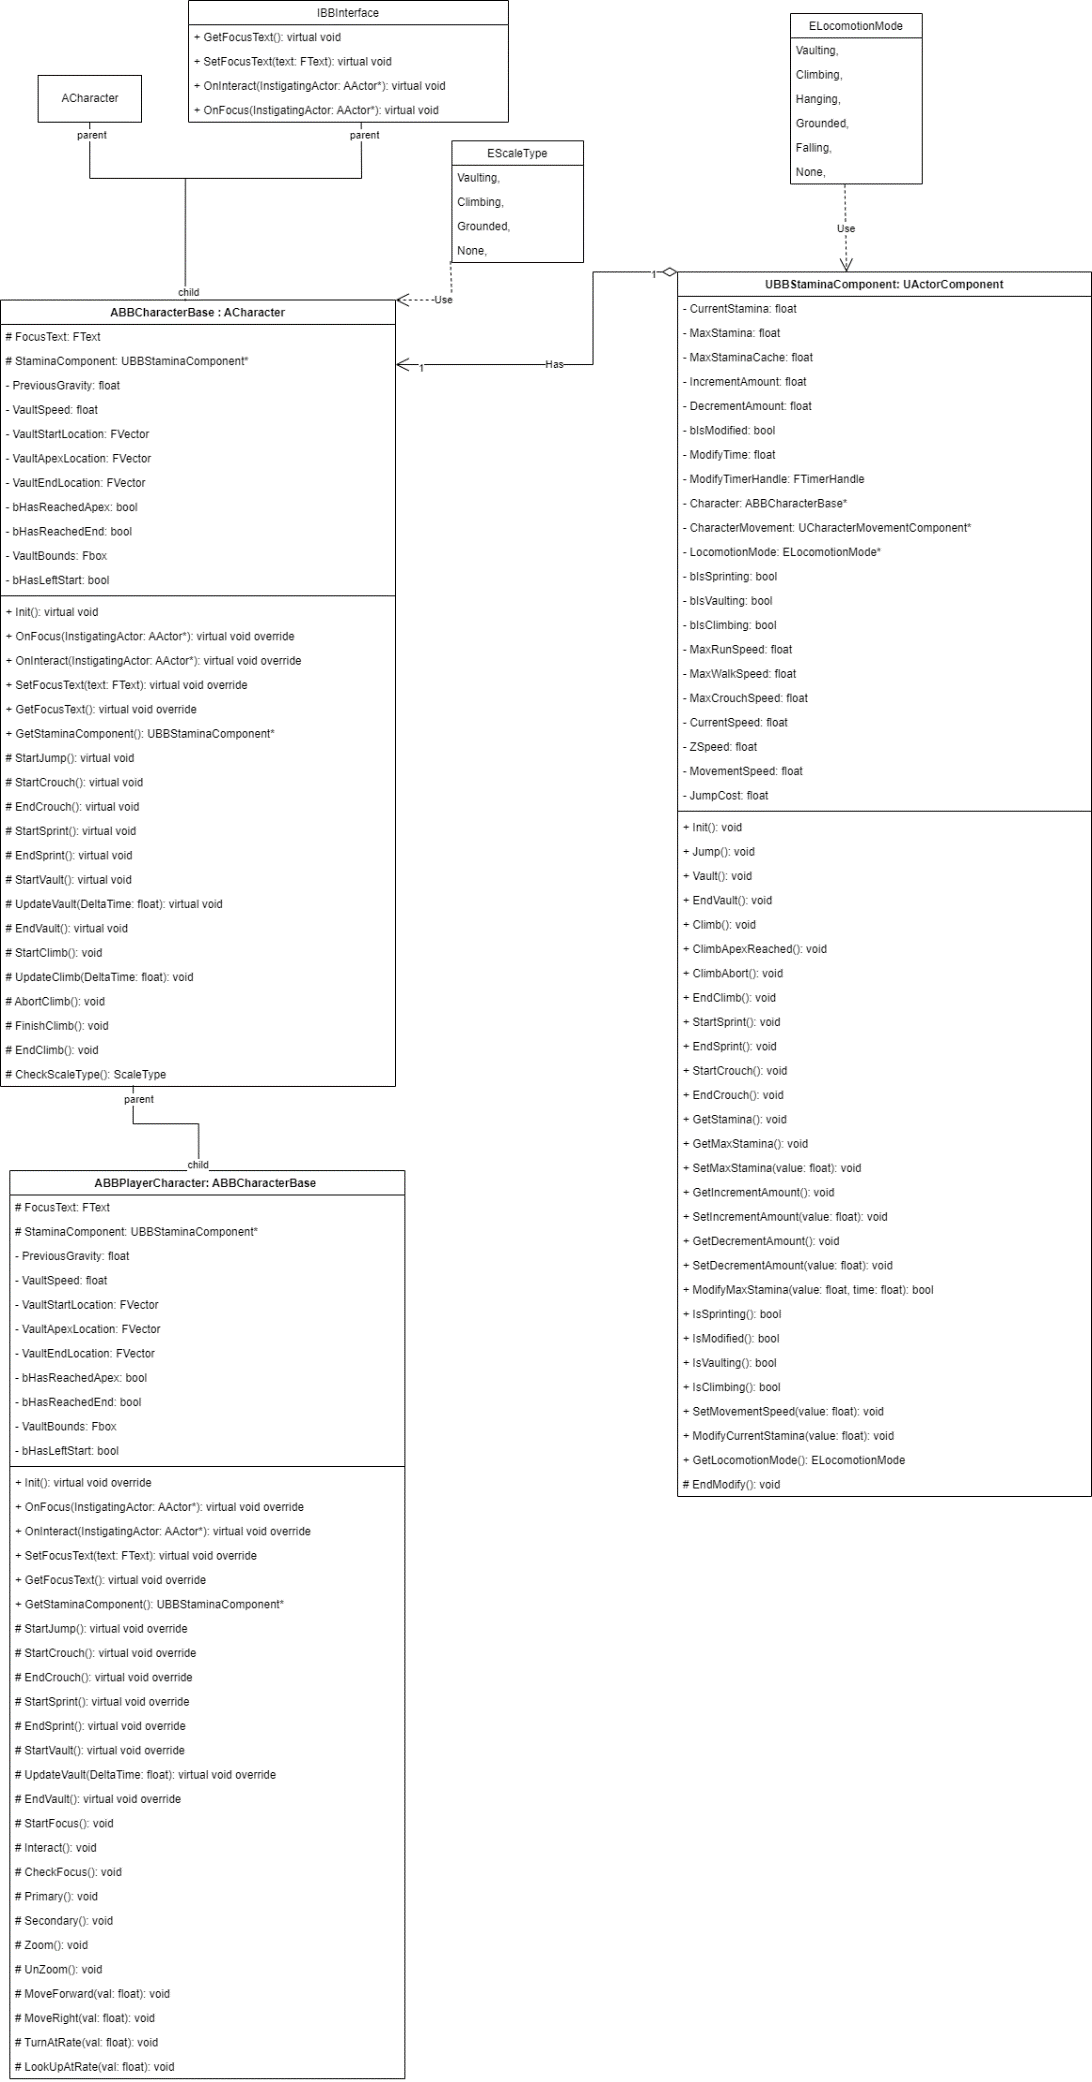 IBBInterface
+ GetFocusText(): virtual void
+ SetFocusText(text: FText): virtual void
+ OnInteract(InstigatingActor: AActor*): virtual void
+ OnFocus(InstigatingActor: AActor*): virtual void
ACharacter
parent
parent
child
ELocomotionMode
Vaulting,
Climbing,
Hanging,
Grounded,
Falling,
None,
Use
EScaleType
Vaulting,
Climbing,
Grounded,
None,
Use
1
Has
1
ABBCharacterBase : ACharacter
# FocusText: FText
# StaminaComponent: UBBStaminaComponent*
- PreviousGravity: float
- VaultSpeed: float
- VaultStartLocation: FVector
- VaultApexLocation: FVector
- VaultEndLocation: FVector
- bHasReachedApex: bool
- bHasReachedEnd: bool
- VaultBounds: Fbox
- bHasLeftStart: bool
+ Init(): virtual void
+ OnFocus(InstigatingActor: AActor*): virtual void override
+ OnInteract(InstigatingActor: AActor*): virtual void override
+ SetFocusText(text: FText): virtual void override
+ GetFocusText(): virtual void override
+ GetStaminaComponent(): UBBStaminaComponent*
# StartJump(): virtual void
# StartCrouch(): virtual void
# EndCrouch(): virtual void
# StartSprint(): virtual void
# EndSprint(): virtual void
# StartVault(): virtual void
# UpdateVault(DeltaTime: float): virtual void
# EndVault(): virtual void
# StartClimb(): void
# UpdateClimb(DeltaTime: float): void
# AbortClimb(): void
# FinishClimb(): void
# EndClimb(): void
# CheckScaleType(): ScaleType
parent
child
ABBPlayerCharacter: ABBCharacterBase
# FocusText: FText
# StaminaComponent: UBBStaminaComponent*
- PreviousGravity: float
- VaultSpeed: float
- VaultStartLocation: FVector
- VaultApexLocation: FVector
- VaultEndLocation: FVector
- bHasReachedApex: bool
- bHasReachedEnd: bool
- VaultBounds: Fbox
- bHasLeftStart: bool
+ Init(): virtual void override
+ OnFocus(InstigatingActor: AActor*): virtual void override
+ OnInteract(InstigatingActor: AActor*): virtual void override
+ SetFocusText(text: FText): virtual void override
+ GetFocusText(): virtual void override
+ GetStaminaComponent(): UBBStaminaComponent*
# StartJump(): virtual void override
# StartCrouch(): virtual void override
# EndCrouch(): virtual void override
# StartSprint(): virtual void override
# EndSprint(): virtual void override
# StartVault(): virtual void override
# UpdateVault(DeltaTime: float): virtual void override
# EndVault(): virtual void override
# StartFocus(): void
# Interact(): void
# CheckFocus(): void
# Primary(): void
# Secondary(): void
# Zoom(): void
# UnZoom(): void
# MoveForward(val: float): void
# MoveRight(val: float): void
# TurnAtRate(val: float): void
# LookUpAtRate(val: float): void
UBBStaminaComponent: UActorComponent
- CurrentStamina: float
- MaxStamina: float
- MaxStaminaCache: float
- IncrementAmount: float
- DecrementAmount: float
- bIsModified: bool
- ModifyTime: float
- ModifyTimerHandle: FTimerHandle
- Character: ABBCharacterBase*
- CharacterMovement: UCharacterMovementComponent*
- LocomotionMode: ELocomotionMode*
- bIsSprinting: bool
- bIsVaulting: bool
- bIsClimbing: bool
- MaxRunSpeed: float
- MaxWalkSpeed: float
- MaxCrouchSpeed: float
- CurrentSpeed: float
- ZSpeed: float
- MovementSpeed: float
- JumpCost: float
+ Init(): void
+ Jump(): void
+ Vault(): void
+ EndVault(): void
+ Climb(): void
+ ClimbApexReached(): void
+ ClimbAbort(): void
+ EndClimb(): void
+ StartSprint(): void
+ EndSprint(): void
+ StartCrouch(): void
+ EndCrouch(): void
+ GetStamina(): void
+ GetMaxStamina(): void
+ SetMaxStamina(value: float): void
+ GetIncrementAmount(): void
+ SetIncrementAmount(value: float): void
+ GetDecrementAmount(): void
+ SetDecrementAmount(value: float): void
+ ModifyMaxStamina(value: float, time: float): bool
+ IsSprinting(): bool
+ IsModified(): bool
+ IsVaulting(): bool
+ IsClimbing(): bool
+ SetMovementSpeed(value: float): void
+ ModifyCurrentStamina(value: float): void
+ GetLocomotionMode(): ELocomotionMode
# EndModify(): void